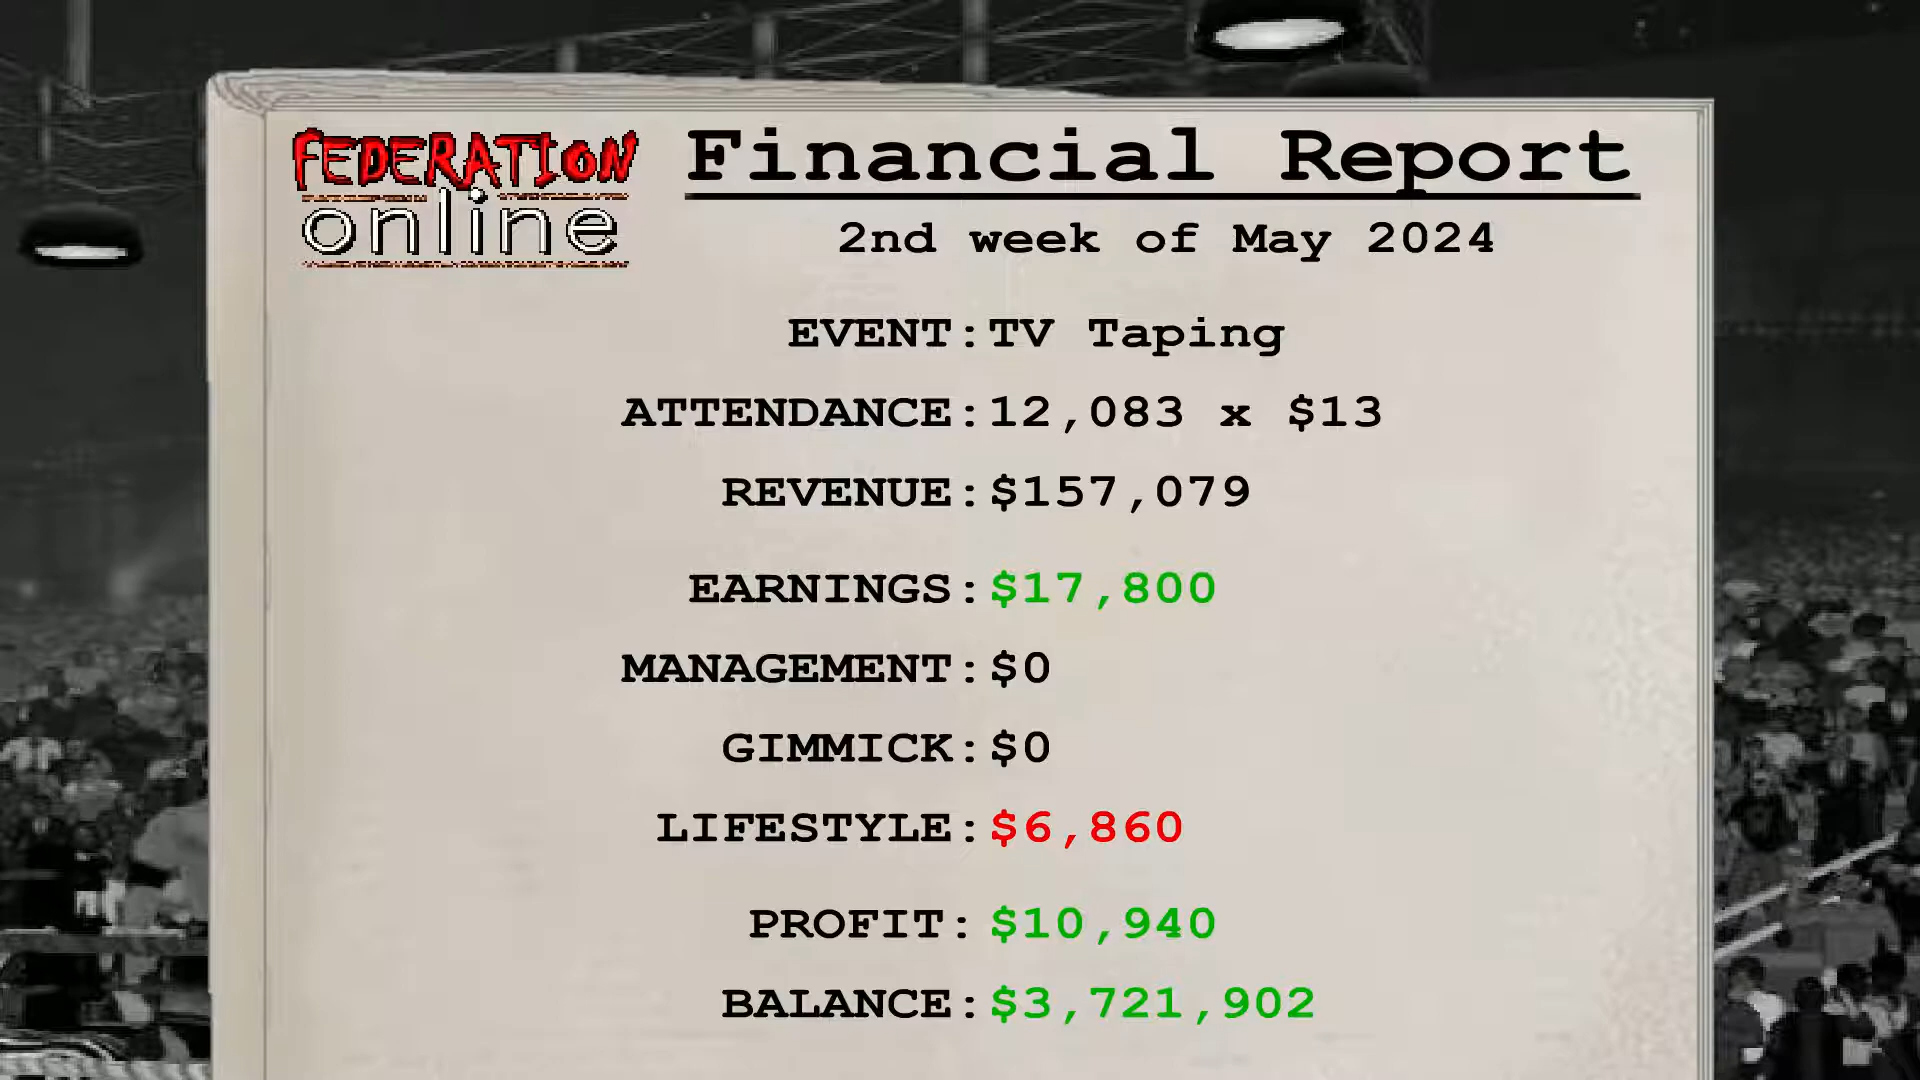 FEDERATION
online
Financial Report
2nd week of May 2024
EVENT: TV Taping
ATTENDANCE: 12,083 x $13
REVENUE: $157,079
EARNINGS: $17,800
MANAGEMENT: $0
GIMMICK: $0
LIFESTYLE: $6,860
PROFIT: $10,940
BALANCE: $3,721,902